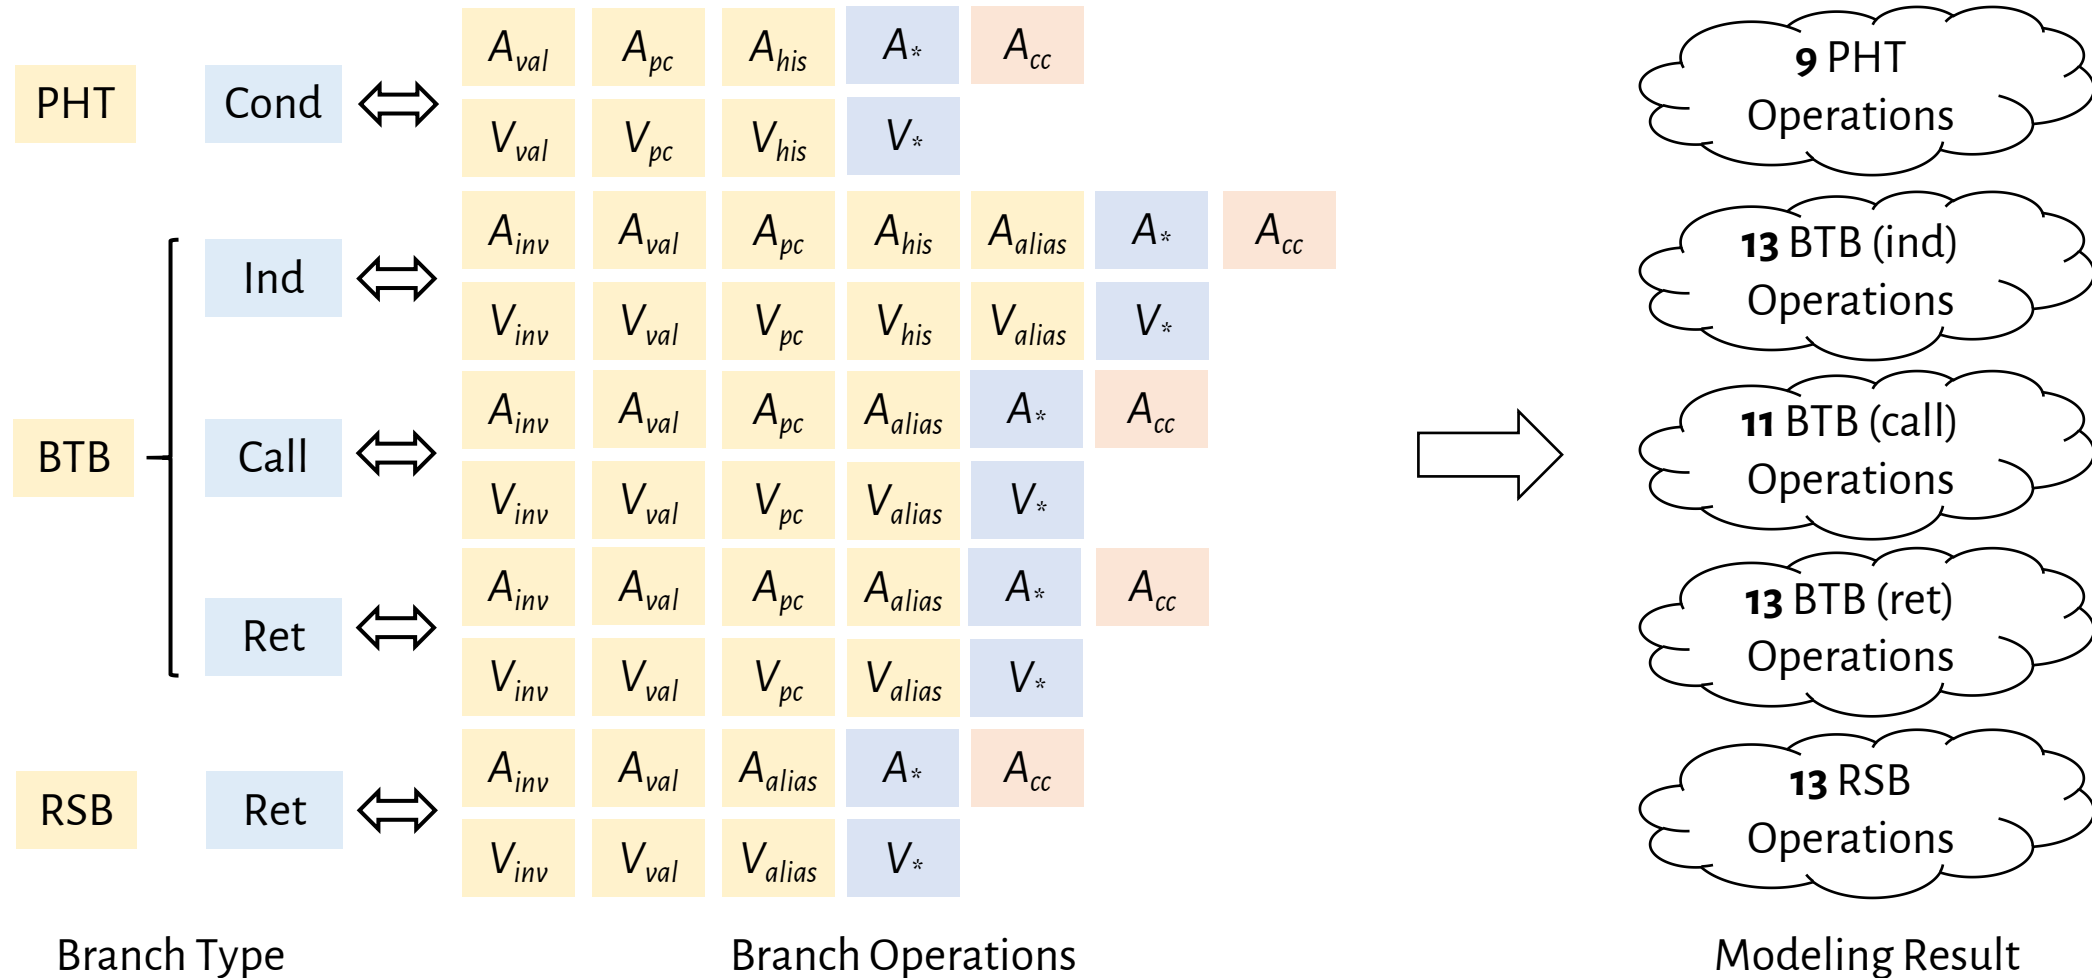 PHT
Cond
A_val A_pc A_his A_* A_cc
V_val V_pc V_his V_*
9 PHT
Operations
BTB
Ind
A_inv A_val A_pc A_his A_alias A_* A_cc
V_inv V_val V_pc V_his V_alias V_*
13 BTB (ind)
Operations
Call
A_inv A_val A_pc A_alias A_* A_cc
V_inv V_val V_pc V_alias V_*
11 BTB (call)
Operations
Ret
A_inv A_val A_pc A_alias A_* A_cc
V_inv V_val V_pc V_alias V_*
13 BTB (ret)
Operations
RSB
Ret
A_inv A_val A_alias A_* A_cc
V_inv V_val V_alias V_*
13 RSB
Operations
Branch Type
Branch Operations
Modeling Result